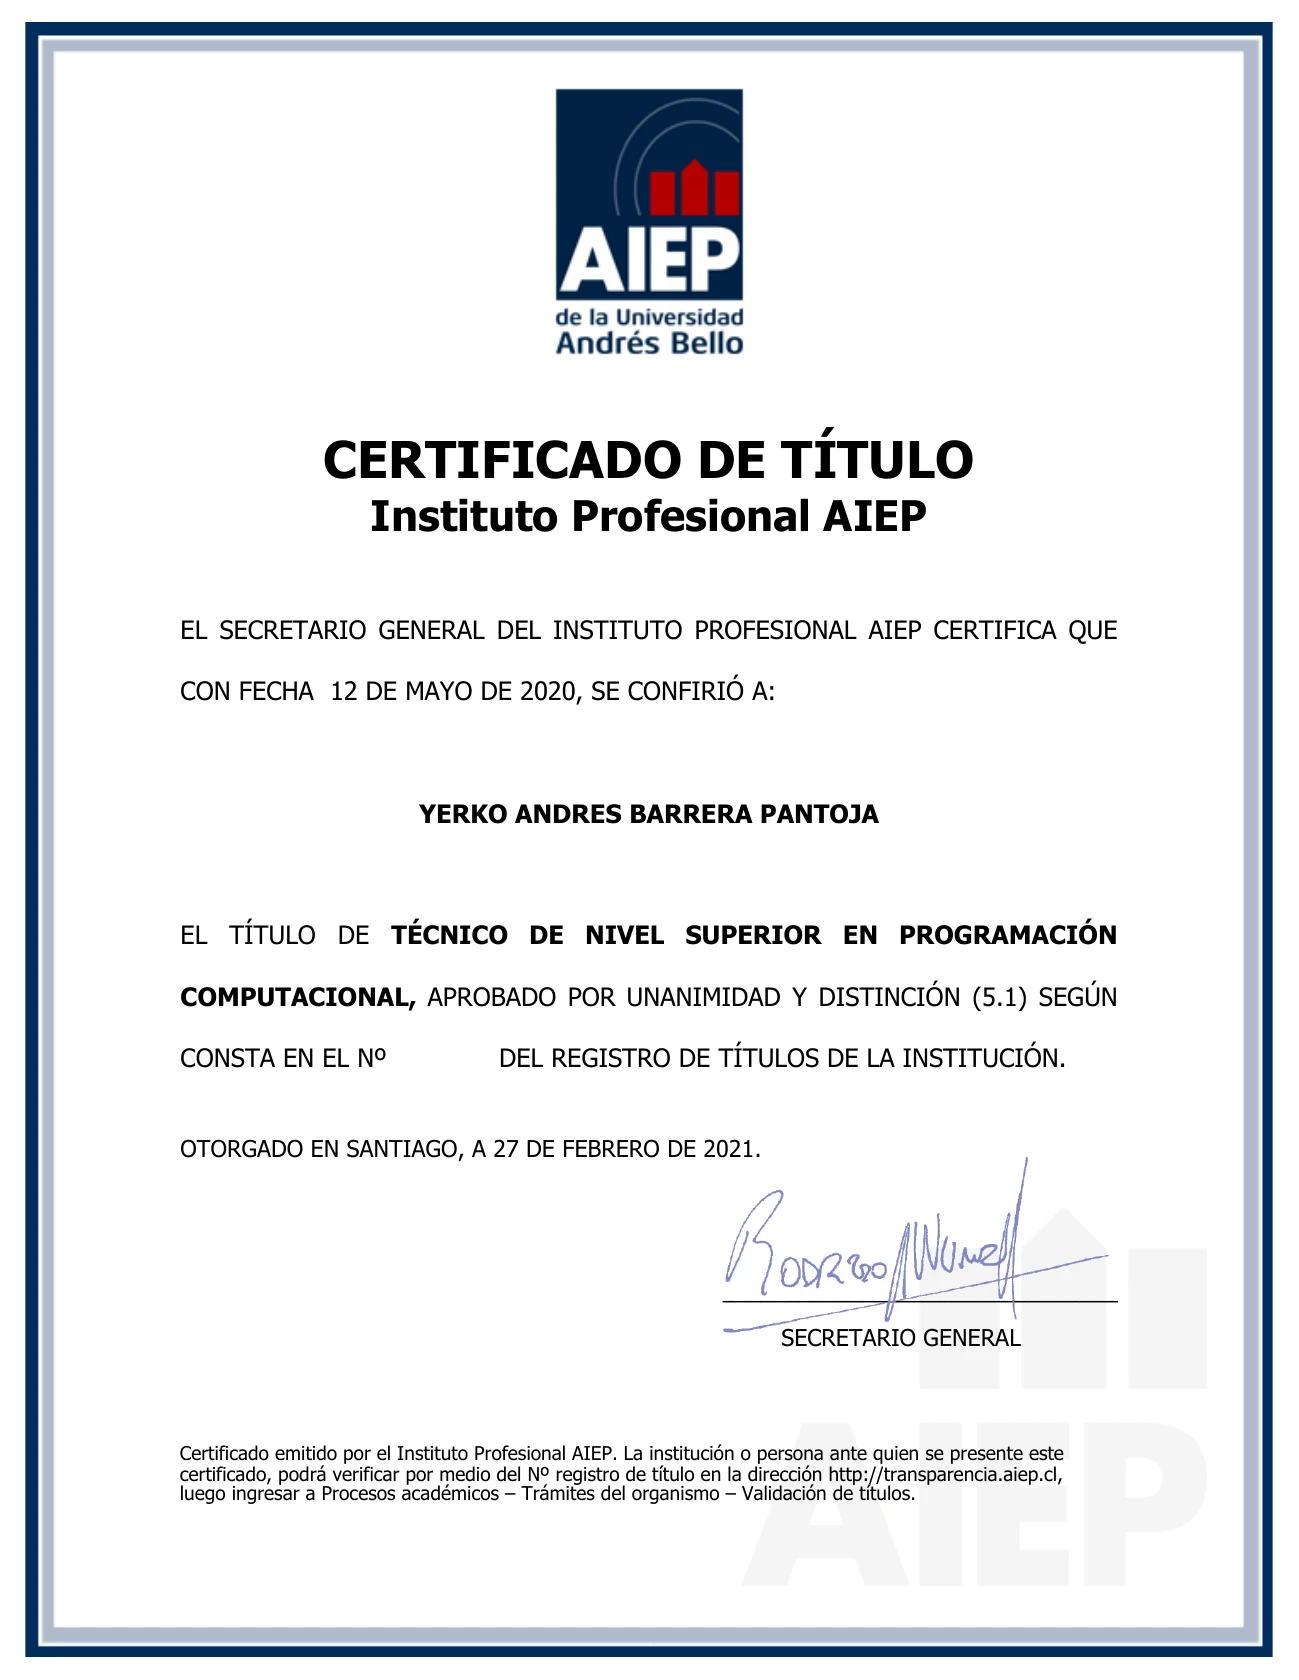 AIEP
de la Universidad
Andrés Bello
CERTIFICADO DE TÍTULO
Instituto Profesional AIEP
EL SECRETARIO GENERAL DEL INSTITUTO PROFESIONAL AIEP CERTIFICA QUE
CON FECHA 12 DE MAYO DE 2020, SE CONFIRIÓ A:
YERKO ANDRES BARRERA PANTOJA
EL TÍTULO DE TÉCNICO DE NIVEL SUPERIOR EN PROGRAMACIÓN
COMPUTACIONAL, APROBADO POR UNANIMIDAD Y DISTINCIÓN (5.1) SEGÚN
CONSTA EN EL Nº DEL REGISTRO DE TÍTULOS DE LA INSTITUCIÓN.
OTORGADO EN SANTIAGO, A 27 DE FEBRERO DE 2021.
RODRIGO
SECRETARIO GENERAL
Certificado emitido por el Instituto Profesional AIEP. La institución o persona ante quien se presente este
certificado, podrá verificar por medio del Nº registro de título en la dirección http://transparencia.aiep.cl,
luego ingresar a Procesos académicos – Trámites del organismo – Validación de títulos.
AIEP